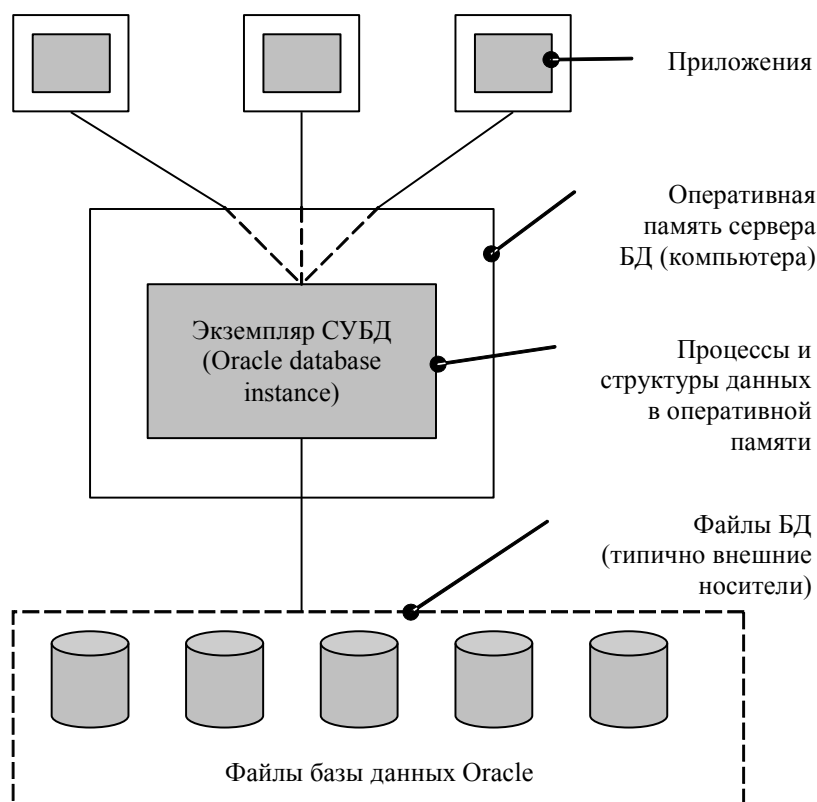 Приложения
Оперативная
память сервера
БД (компьютера)
Экземпляр СУБД
(Oracle database
instance)
Процессы и
структуры данных
в оперативной
памяти
Файлы БД
(типично внешние
носители)
Файлы базы данных Oracle